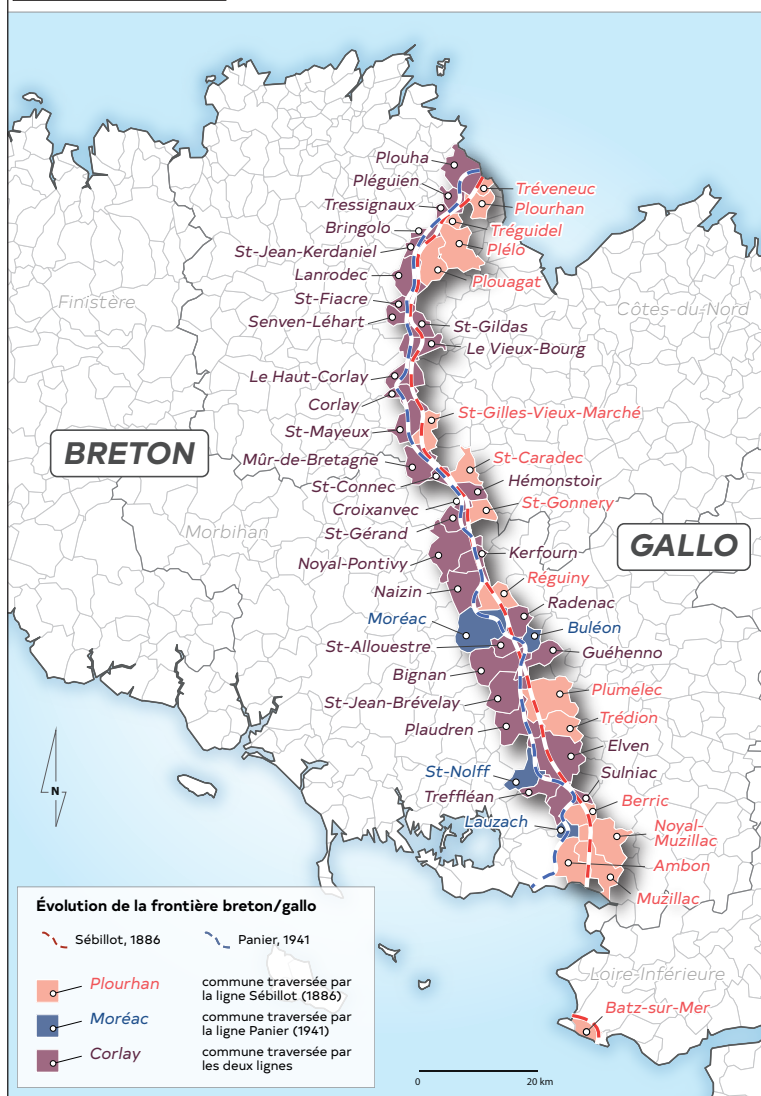 Plouha
Pléguien
Tréveneuc
Tressignaux
Plourhan
Bringolo
Tréguidel
St-Jean-Kerdaniel
Plélo
Lanrodec
Plouagat
St-Fiacre
Finistère
Côtes-du-Nord
Senven-Léhart
St-Gildas
Le Vieux-Bourg
Le Haut-Corlay
Corlay
St-Gilles-Vieux-Marché
St-Mayeux
BRETON
Mûr-de-Bretagne
St-Caradec
St-Connec
Hémonstoir
Croixanvec
St-Gonnery
St-Gérand
Morbihan
GALLO
Kerfourn
Noyal-Pontivy
Réguiny
Naizin
Radenac
Moréac
Buléon
St-Allouestre
Guéhenno
Bignan
Plumelec
St-Jean-Brévelay
Trédion
Plaudren
Elven
St-Nolff
Sulniac
Treffléan
Berric
Lauzach
Noyal-
Muzillac
Ambon
Muzillac
N
Évolution de la frontière breton/gallo
Sébillot, 1886
Panier, 1941
Plourhan
commune traversée par
la ligne Sébillot (1886)
Moréac
commune traversée par
la ligne Panier (1941)
Corlay
commune traversée par
les deux lignes
Loire-Inférieure
Batz-sur-Mer
0
20 km